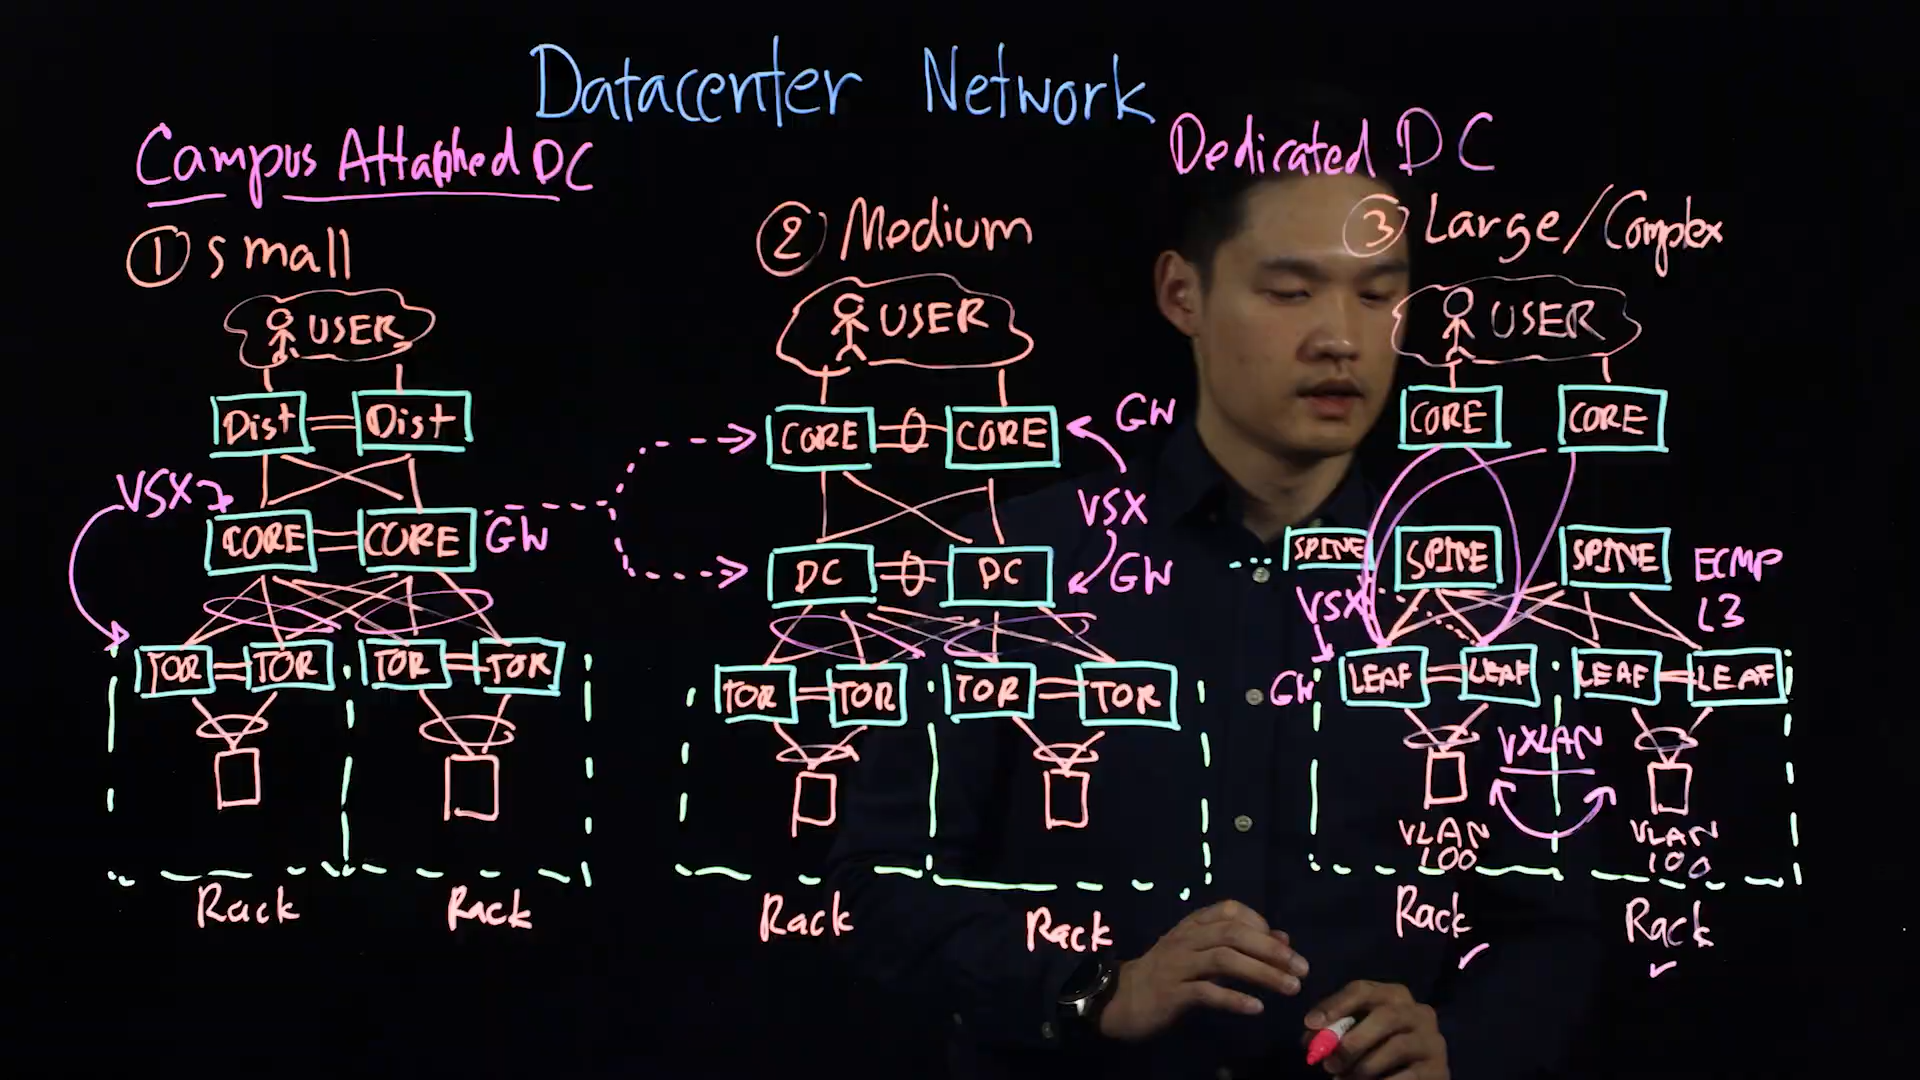 Datacenter Network
Campus Attached DC
① small
USER
Dist Dist
VSX
CORE CORE GW
TOR TOR TOR TOR
Rack Rack
② Medium
USER
CORE CORE GW
VSX
DC DC GW
TOR TOR TOR TOR
Rack Rack
Dedicated DC
③ Large/Complex
USER
CORE CORE
SPINE SPINE SPINE
ECMP
L3
VSX
GW LEAF LEAF LEAF LEAF
VXLAN
VLAN VLAN
100 100
Rack Rack